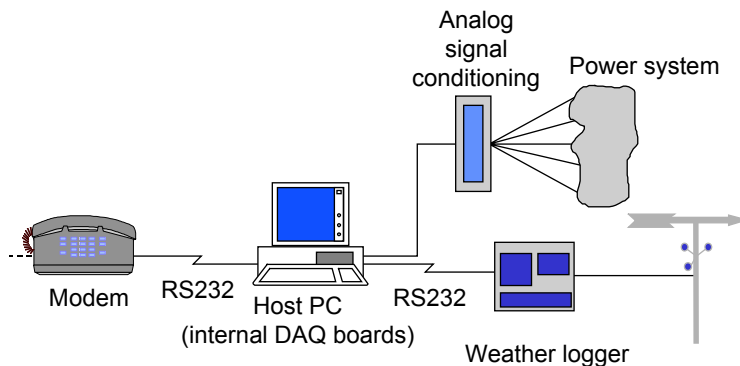 Analog
signal
conditioning
Power system
Modem
RS232
Host PC
(internal DAQ boards)
RS232
Weather logger